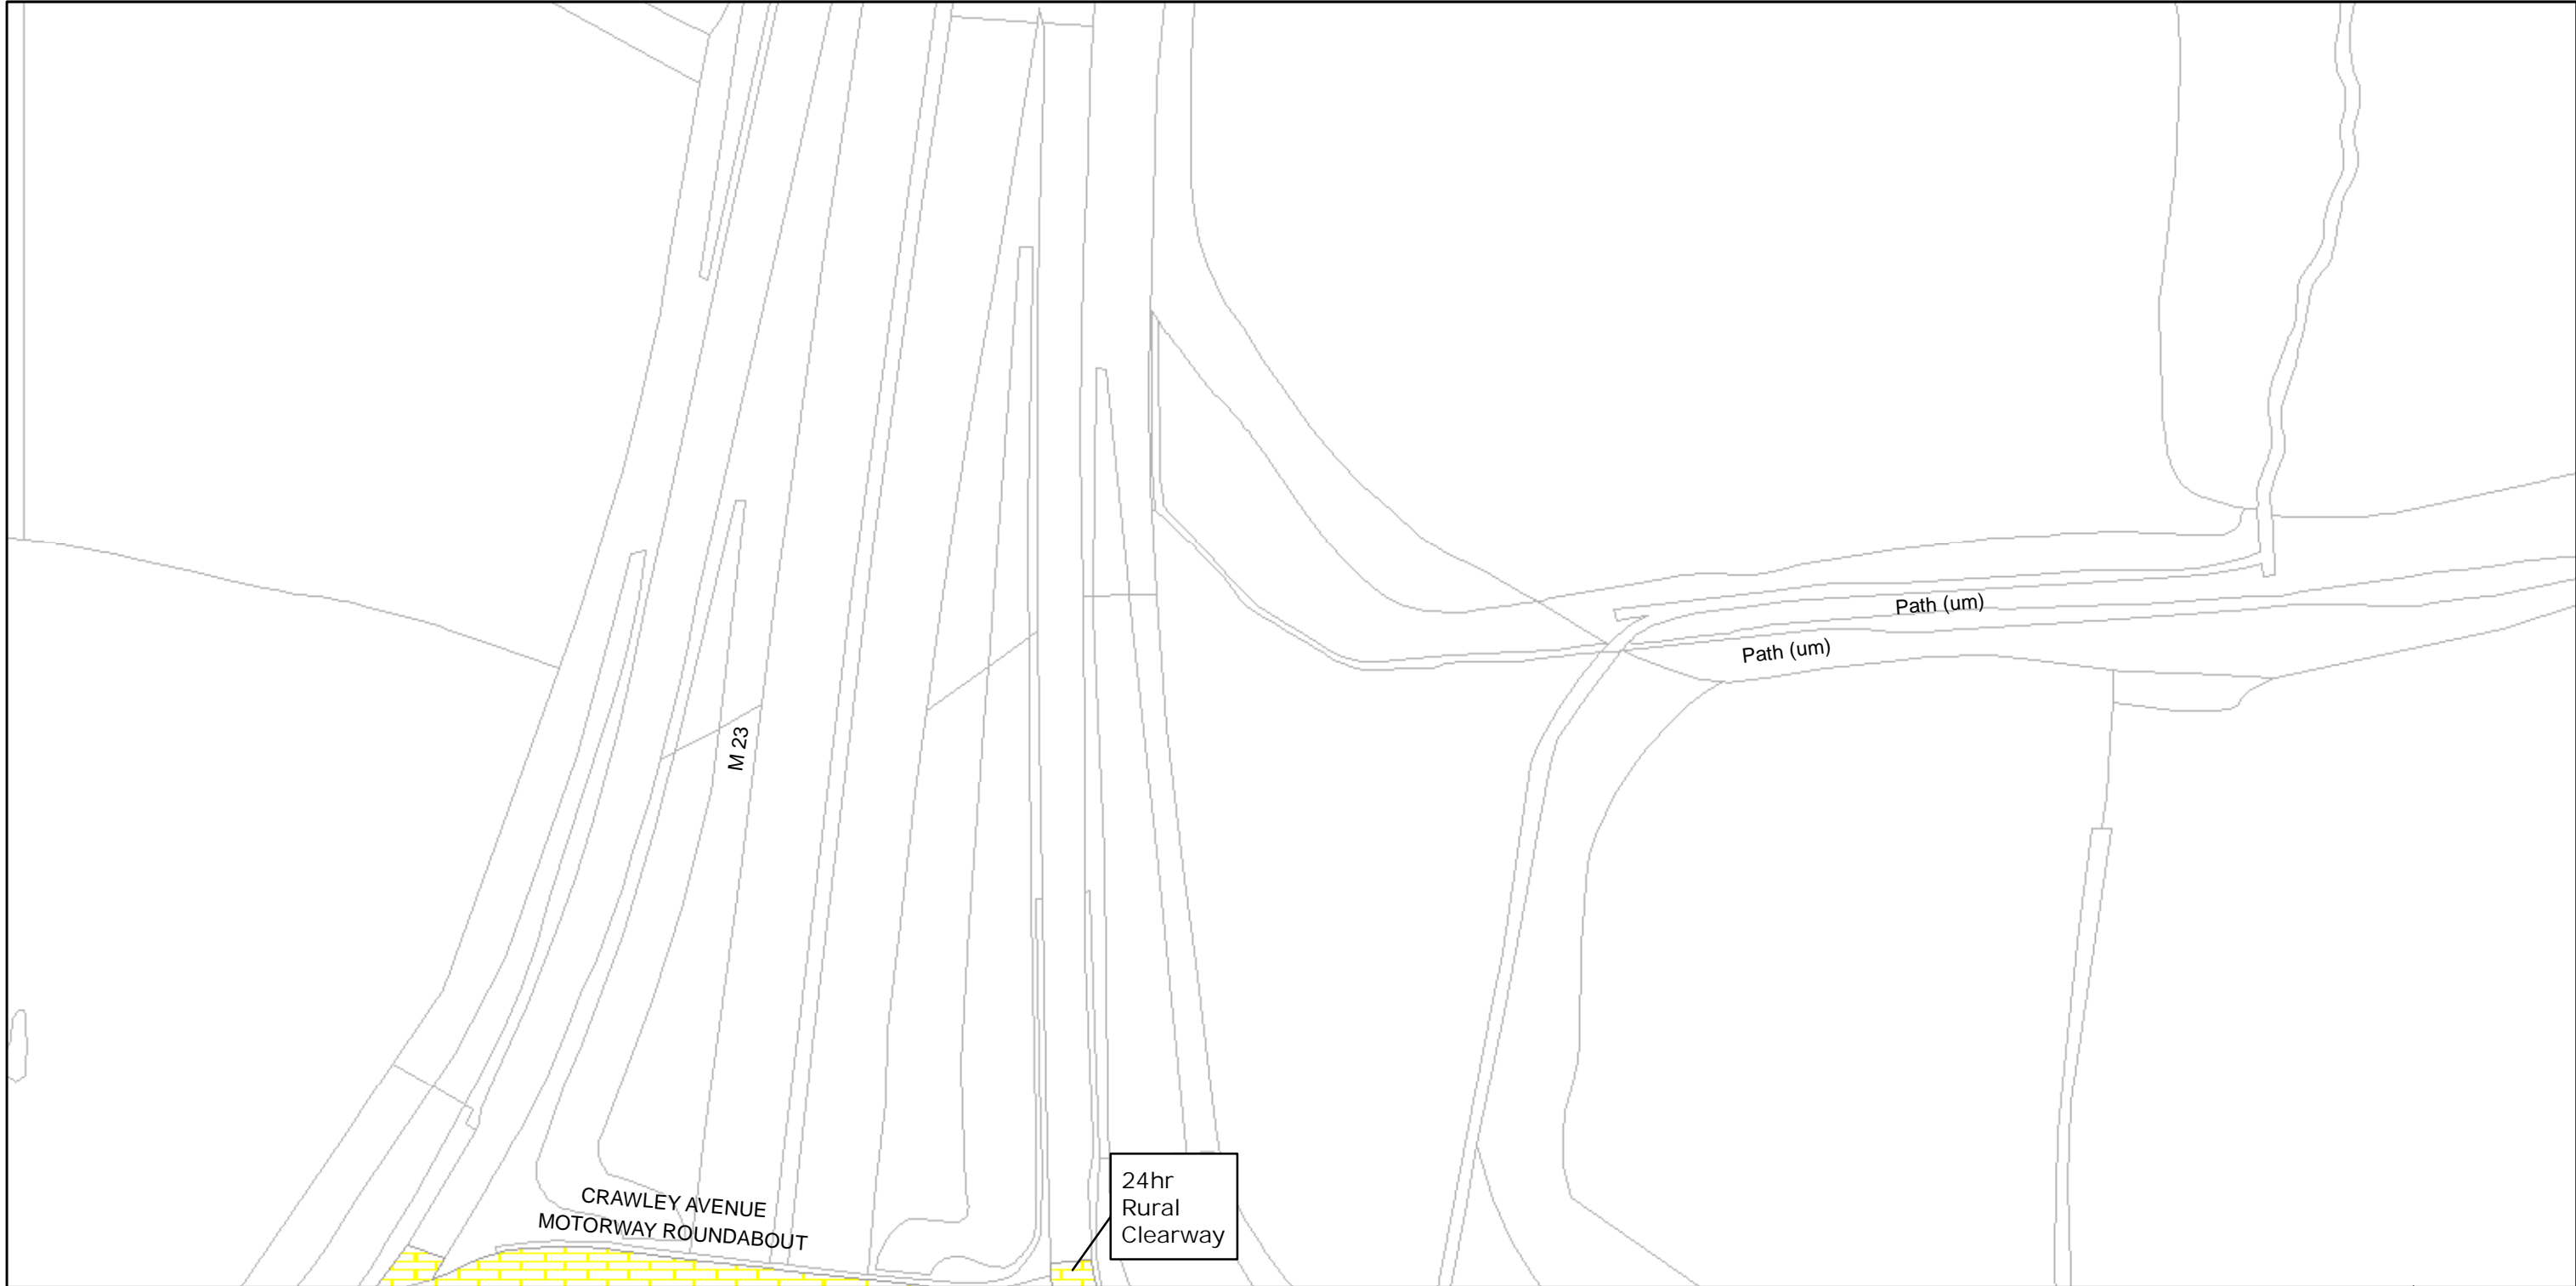 Path (um)
Path (um)
M 23
24hr
Rural
Clearway
CRAWLEY AVENUE
MOTORWAY ROUNDABOUT